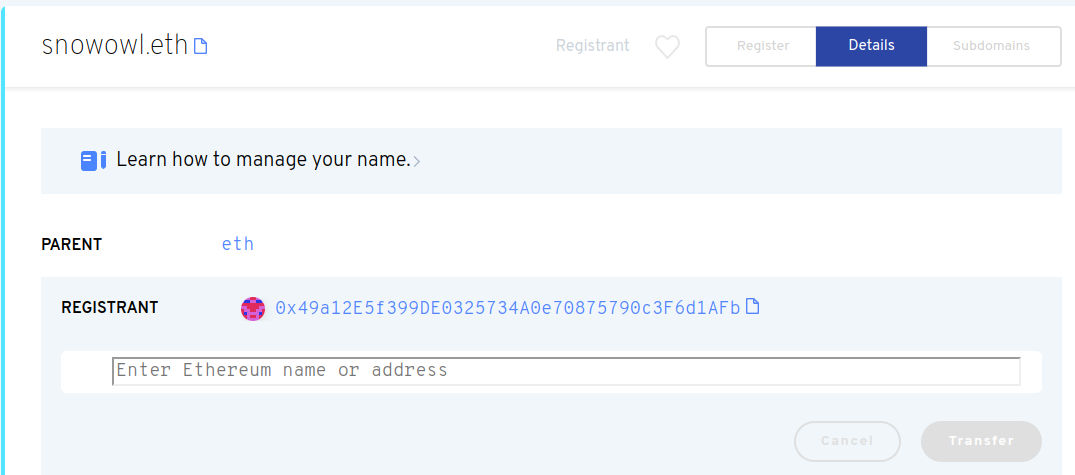 snowowl.eth
Registrant
Register
Details
Subdomains
Learn how to manage your name.
PARENT
eth
REGISTRANT
0x49a12E5f399DE0325734A0e70875790c3F6d1AFb
Enter Ethereum name or address
Cancel
Transfer